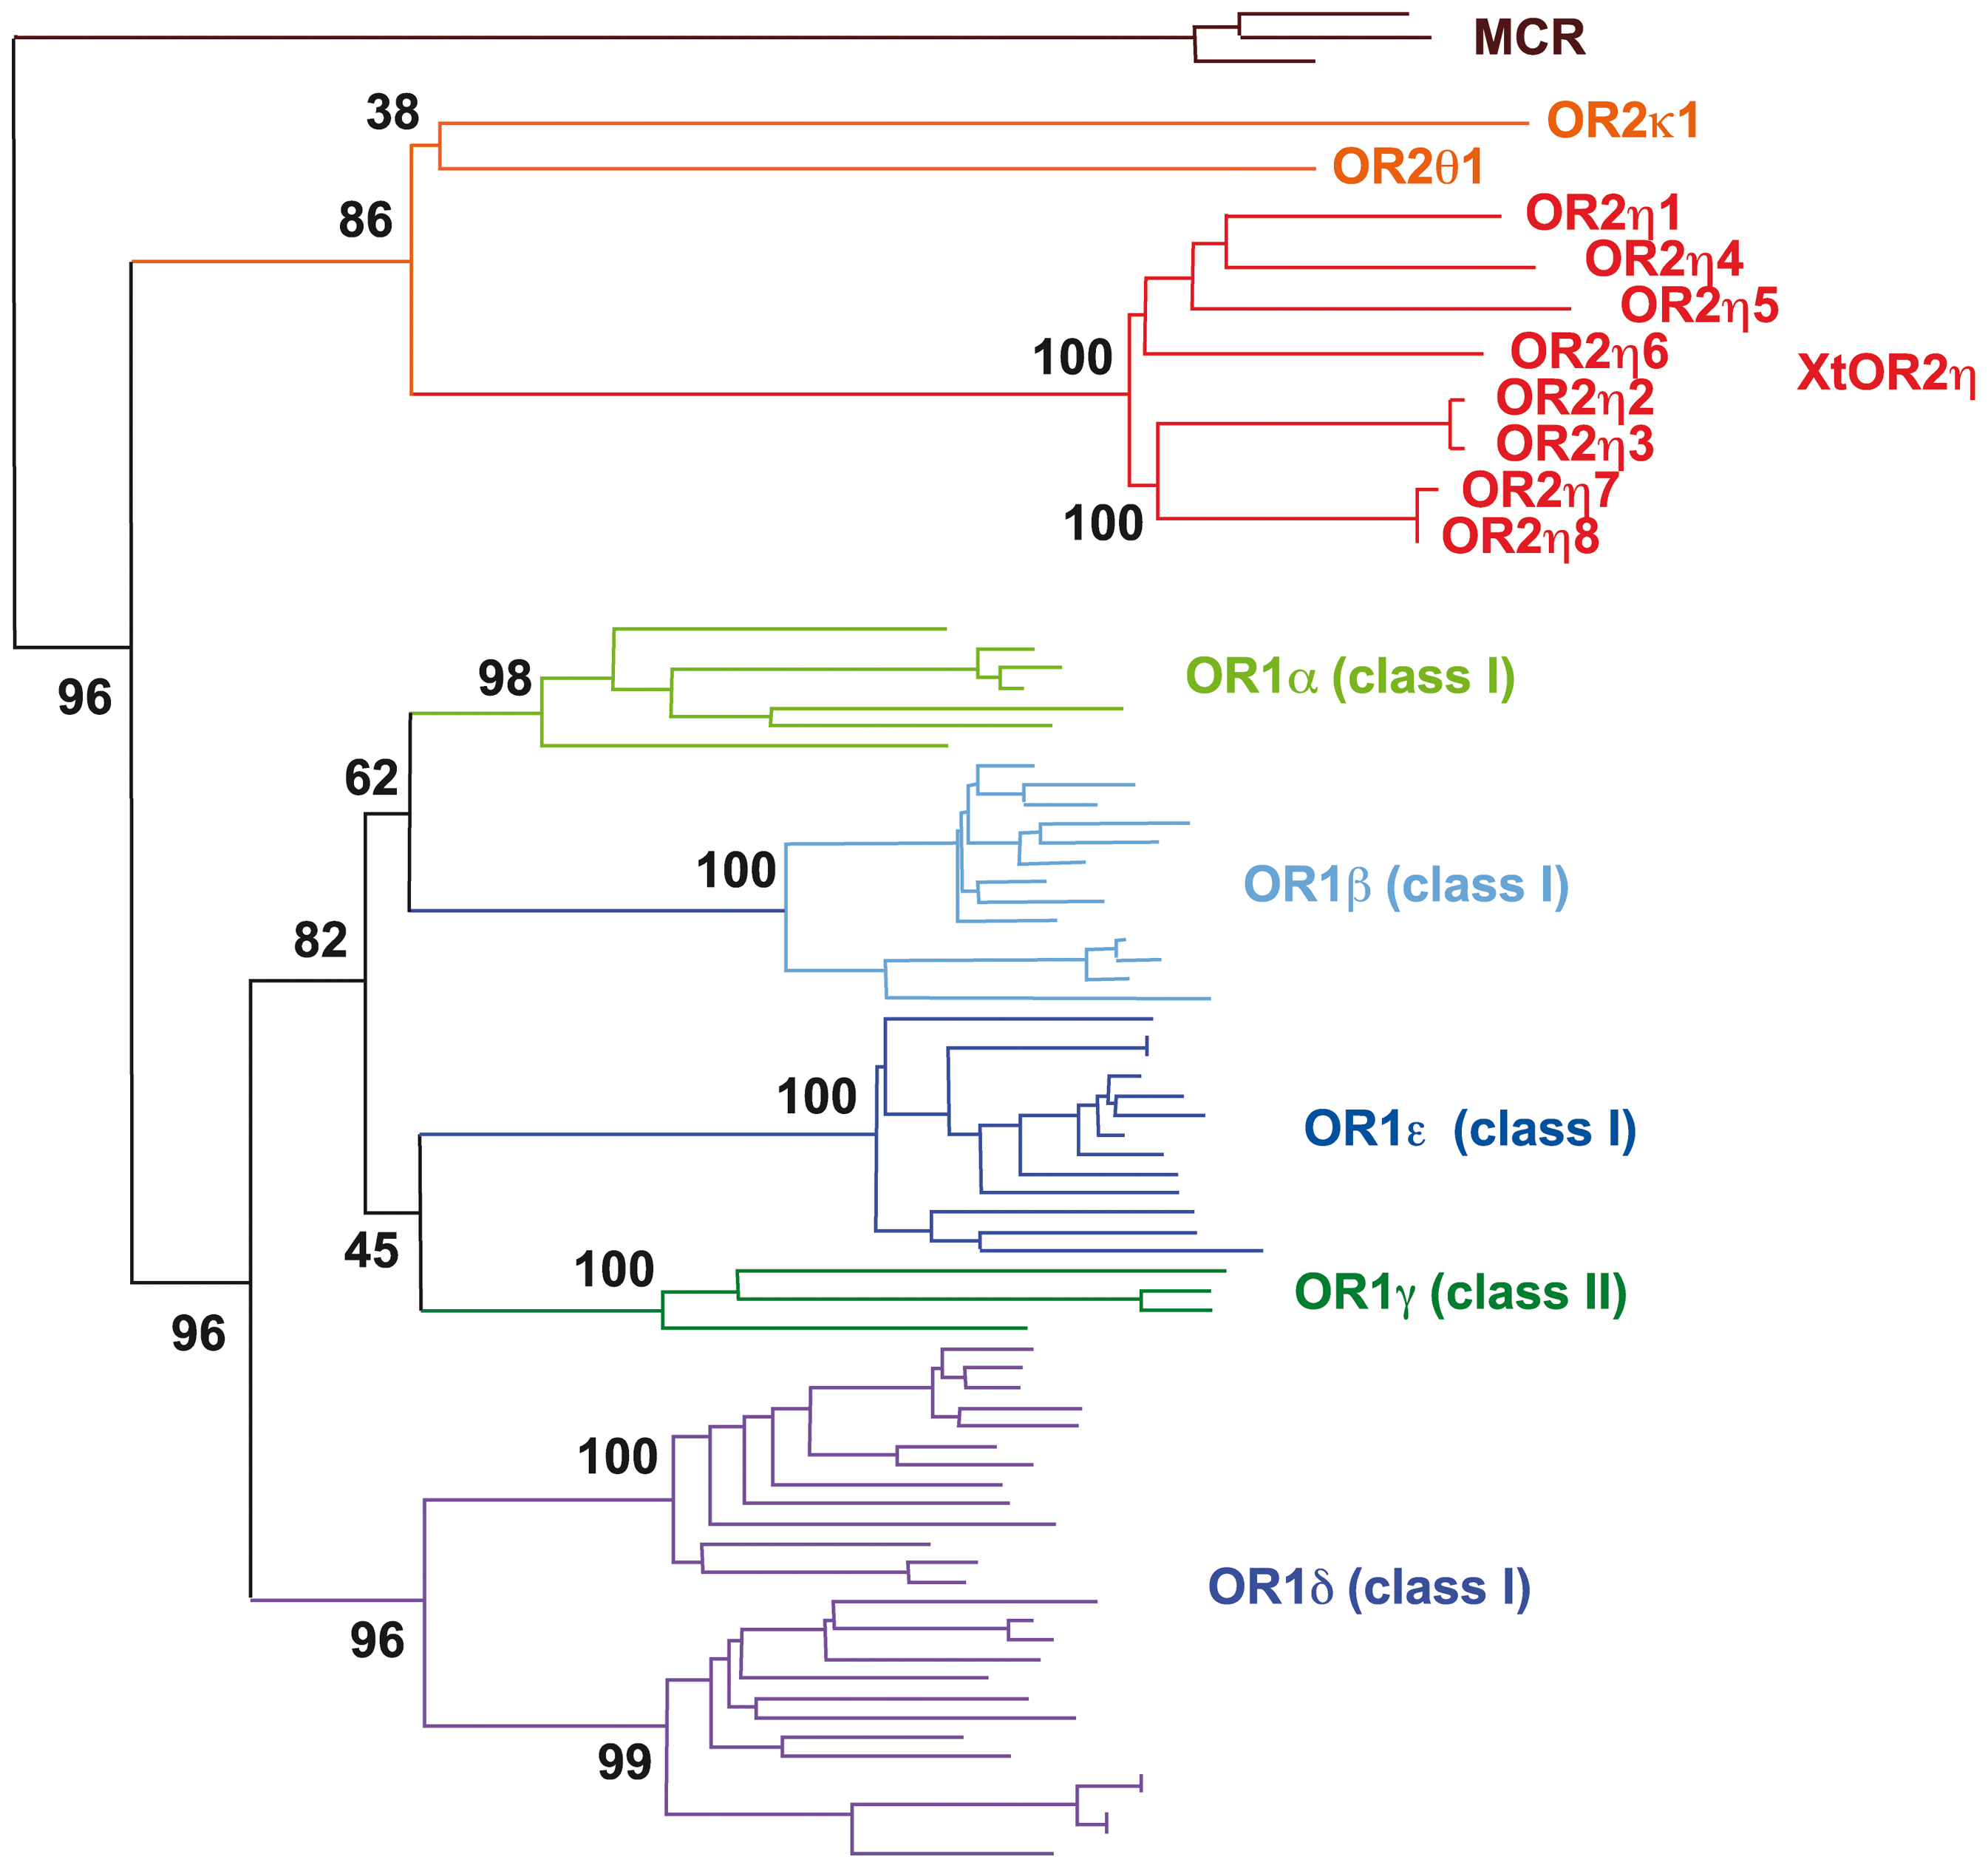 MCR
38
OR2κ1
OR2θ1
86
OR2η1
OR2η4
OR2η5
100
OR2η6
XtOR2η
OR2η2
OR2η3
OR2η7
100
OR2η8
98
OR1α (class I)
96
62
100
OR1β (class I)
82
100
OR1ε (class I)
45
100
OR1γ (class II)
96
100
OR1δ (class I)
96
99